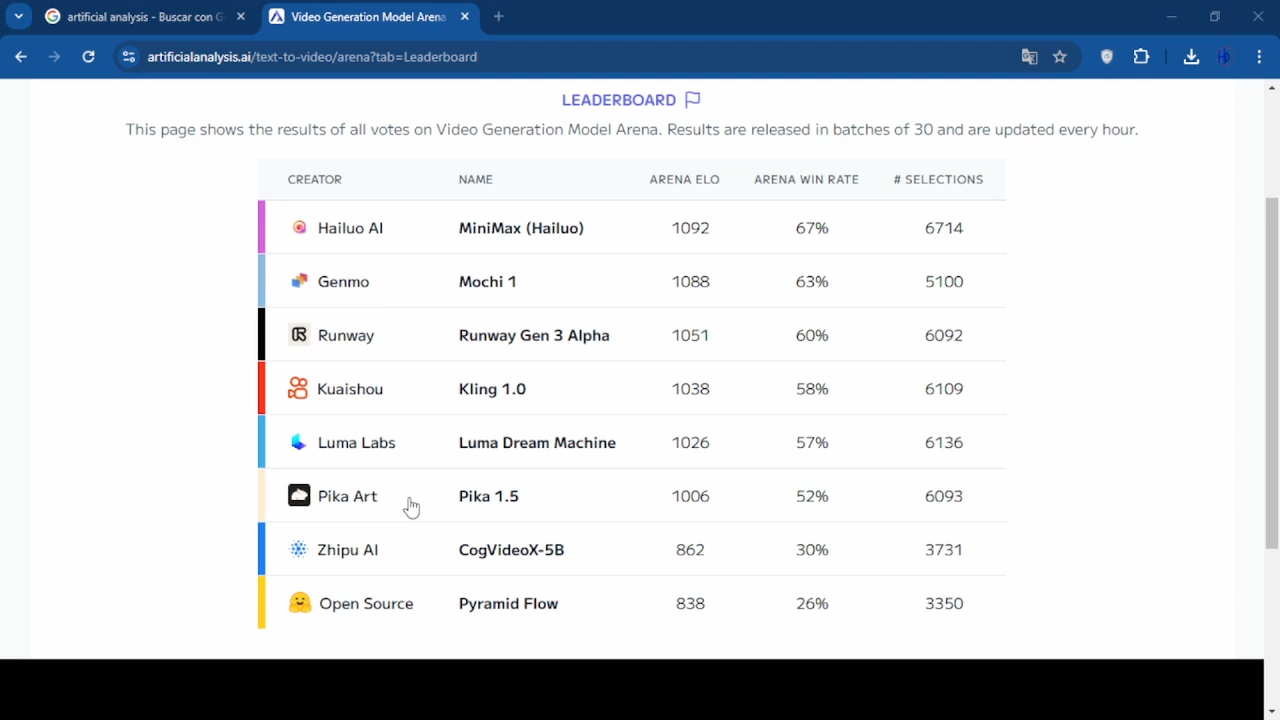 artificial analysis - Buscar con G
Video Generation Model Arena
artificialanalysis.ai/text-to-video/arena?tab=Leaderboard
LEADERBOARD
This page shows the results of all votes on Video Generation Model Arena. Results are released in batches of 30 and are updated every hour.
CREATOR NAME ARENA ELO ARENA WIN RATE # SELECTIONS
Hailuo AI MiniMax (Hailuo) 1092 67% 6714
Genmo Mochi 1 1088 63% 5100
Runway Runway Gen 3 Alpha 1051 60% 6092
Kuaishou Kling 1.0 1038 58% 6109
Luma Labs Luma Dream Machine 1026 57% 6136
Pika Art Pika 1.5 1006 52% 6093
Zhipu AI CogVideoX-5B 862 30% 3731
Open Source Pyramid Flow 838 26% 3350